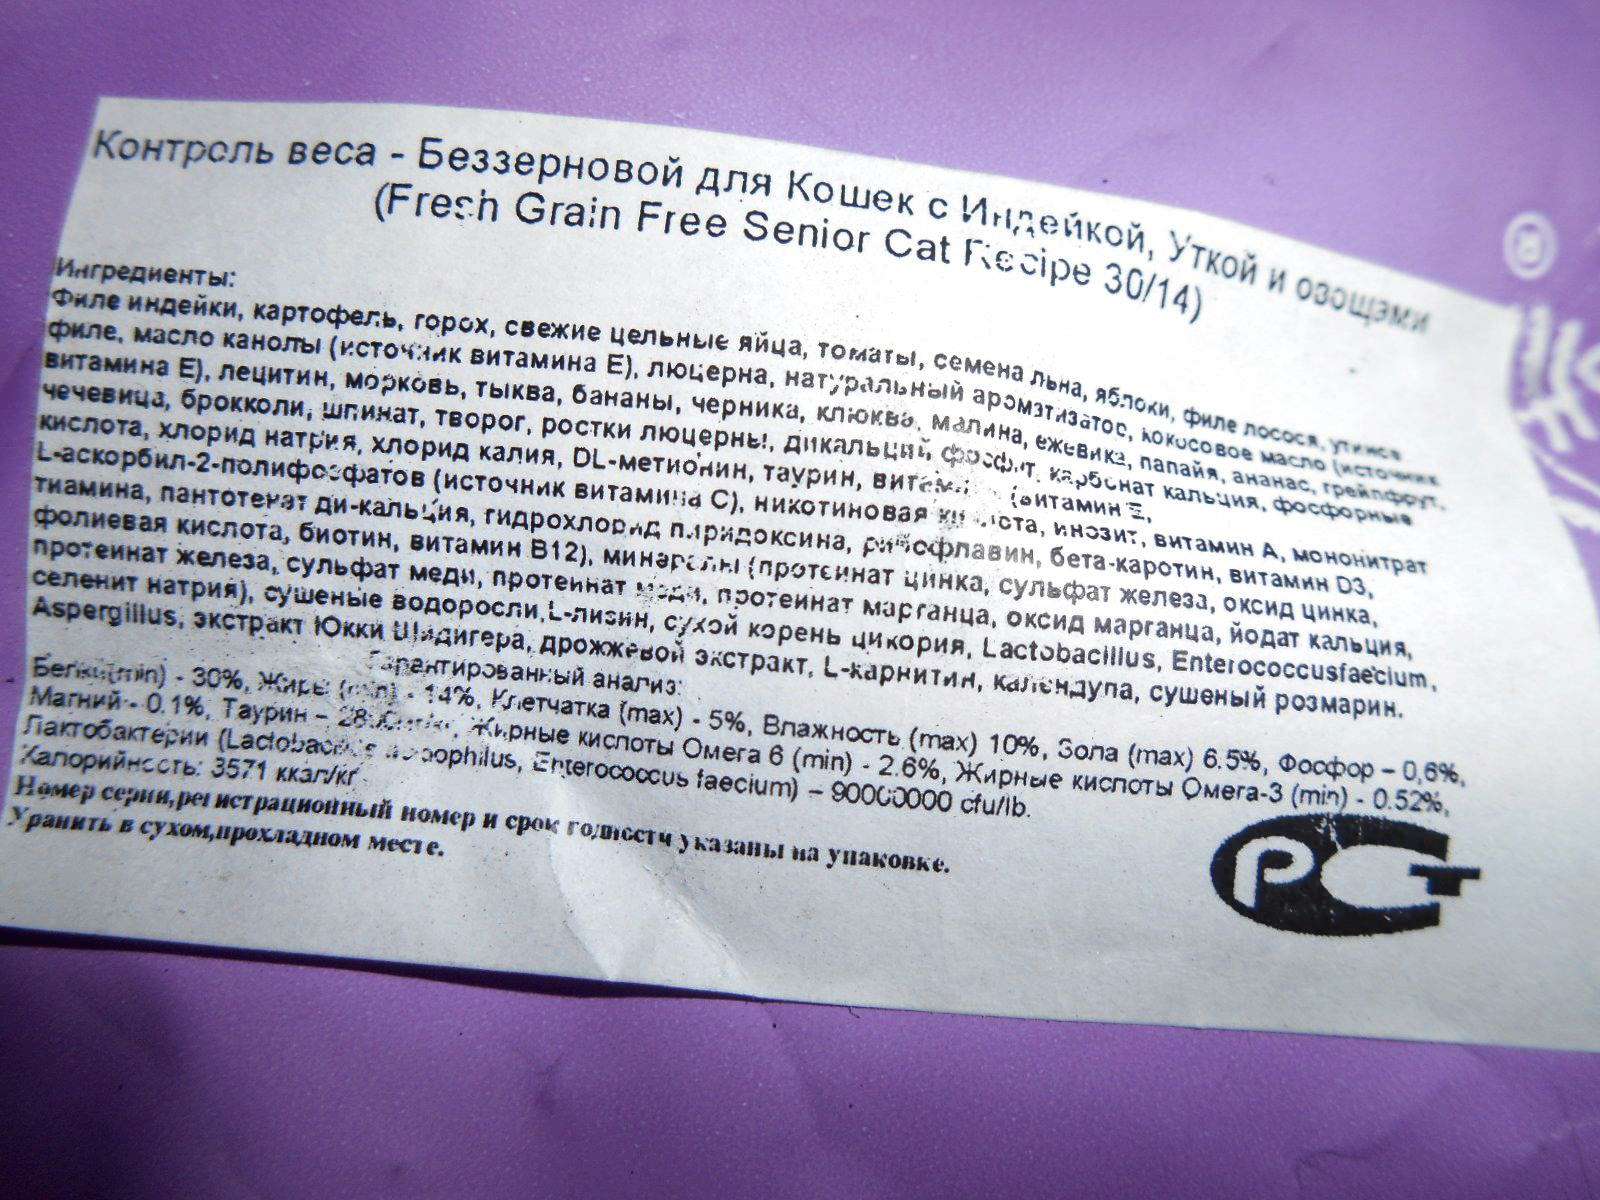 Контроль веса - Беззерновой для Кошек с Индейкой, Уткой и овощами
(Fresh Grain Free Senior Cat Recipe 30/14)
Ингредиенты:
Филе индейки, картофель, горох, свежие цельные яйца, томаты, семена льна, яблоки, филе лосося, утиное
филе, масло канолы (источник витамина Е), люцерна, натуральный ароматизатор, кокосовое масло (источник
витамина Е), лецитин, морковь, тыква, бананы, черника, клюква, малина, ежевика, папайя, ананас, грейпфрут,
чечевица, брокколи, шпинат, творог, ростки люцерны, дикальций фосфат, карбонат кальция, фосфорные
кислота, хлорид натрия, хлорид калия, DL-метионин, таурин, (витамин Е,
L-аскорбил-2-полифосфатов (источник витамина С), никотиновая инозит, витамин А, мононитрат
тиамина, пантотенат ди-кальция, гидрохлорид пиридоксина, рибофлавин, бета-каротин, витамин D3,
фолиевая кислота, биотин, витамин В12), минералы (протеинат цинка, сульфат железа, оксид цинка,
протеинат железа, сульфат меди, протеинат меди, протеинат марганца, оксид марганца, йодат кальция,
селенит натрия), сушеные водоросли,L-лизин, сухой корень цикория, Lactobacillus, Enterococcusfaecium,
Aspergillus, экстракт Юкки Шидигера, дрожжевой экстракт, L-карнитин, календула, сушеный розмарин.
Гарантированный анализ:
Белки(min) - 30%, Жиры (min) - 14%, Клетчатка (max) - 5%, Влажность (max) 10%, Зола (max) 6.5%, Фосфор – 0,6%,
Магний - 0.1%, Таурин – Жирные кислоты Омега 6 (min) - 2.6%, Жирные кислоты Омега-3 (min) - 0.52%,
Лактобактерии (Lactobacillus acidophilus, Enterococcus faecium) – 90000000 cfu/lb.
Калорийность: 3571 ккал/кг
Номер серии,регистрационный номер и срок годности указаны на упаковке.
Хранить в сухом,прохладном месте.
РСТ